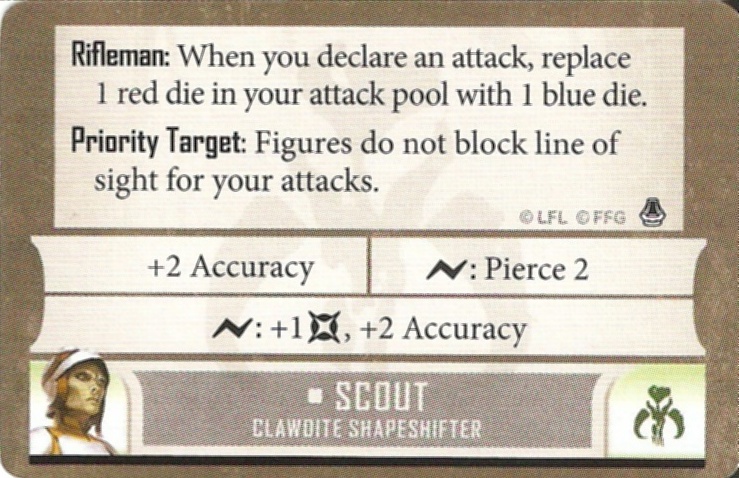 Rifleman: When you declare an attack, replace
1 red die in your attack pool with 1 blue die.
Priority Target: Figures do not block line of
sight for your attacks.
© LFL © FFG
+2 Accuracy
: Pierce 2
: +1 , +2 Accuracy
SCOUT
CLAWDITE SHAPESHIFTER